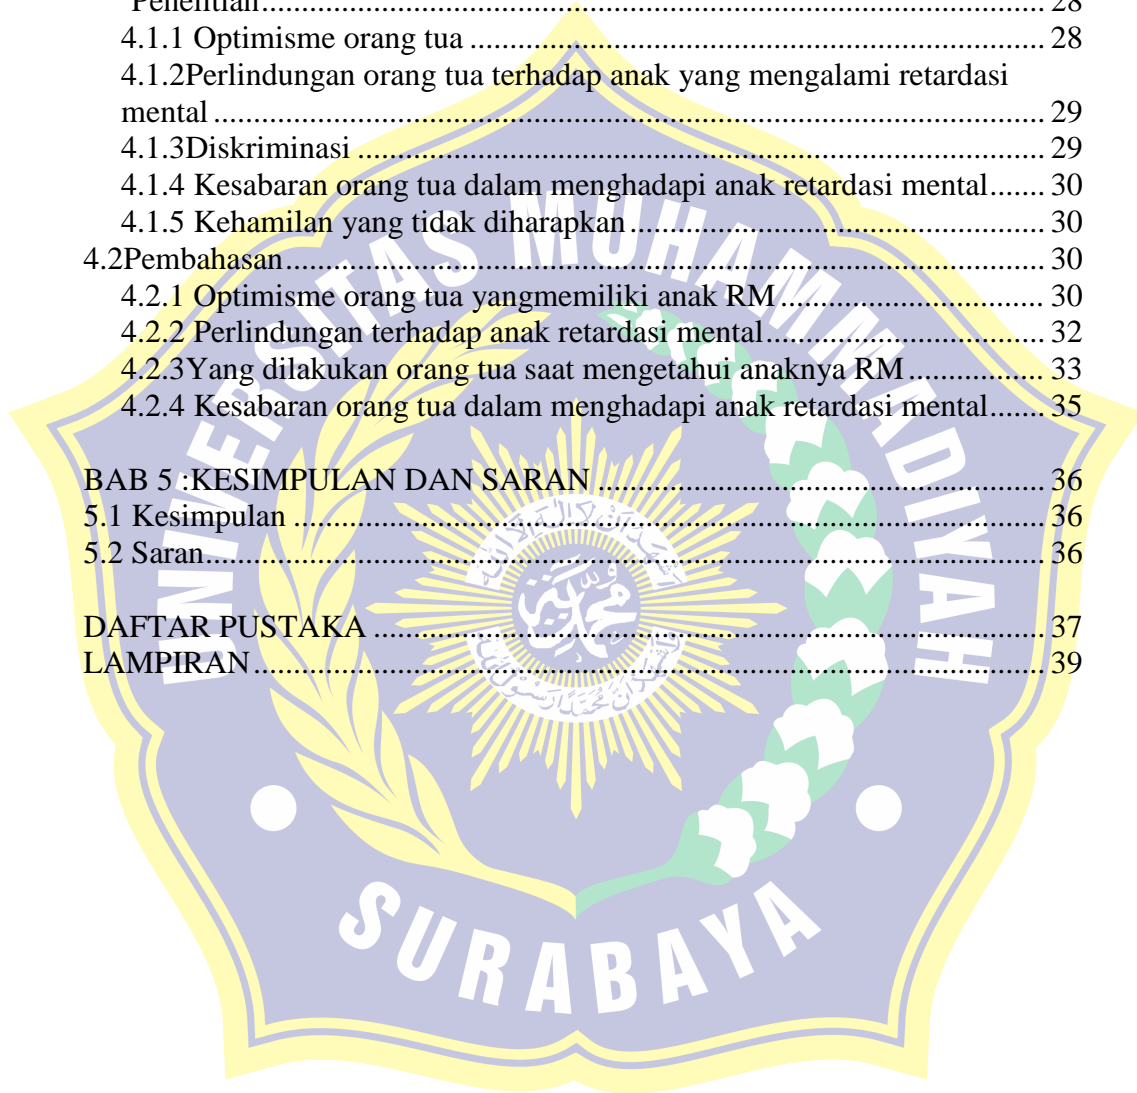 Penelitian..................................................................................................... 28
4.1.1 Optimisme orang tua ........................................................................ 28
4.1.2Perlindungan orang tua terhadap anak yang mengalami retardasi
mental ........................................................................................................ 29
4.1.3Diskriminasi ...................................................................................... 29
4.1.4 Kesabaran orang tua dalam menghadapi anak retardasi mental....... 30
4.1.5 Kehamilan yang tidak diharapkan .................................................... 30
4.2Pembahasan............................................................................................... 30
4.2.1 Optimisme orang tua yangmemiliki anak RM................................. 30
4.2.2 Perlindungan terhadap anak retardasi mental................................... 32
4.2.3Yang dilakukan orang tua saat mengetahui anaknya RM................. 33
4.2.4 Kesabaran orang tua dalam menghadapi anak retardasi mental....... 35
BAB 5 :KESIMPULAN DAN SARAN ......................................................... 36
5.1 Kesimpulan .............................................................................................. 36
5.2 Saran......................................................................................................... 36
DAFTAR PUSTAKA .................................................................................... 37
LAMPIRAN................................................................................................... 39
UNIVERSITAS MUHAMMADIYAH
SURABAYA